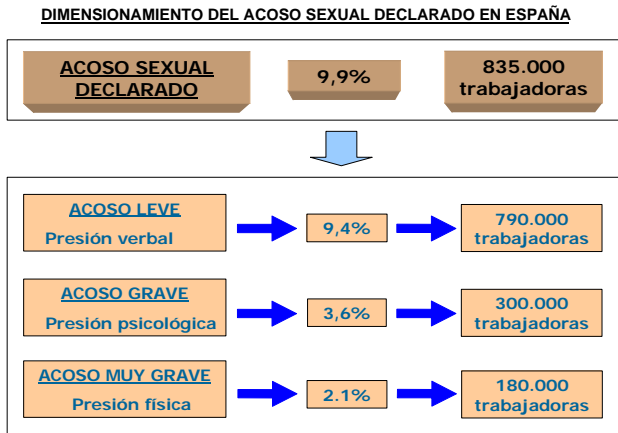 DIMENSIONAMIENTO DEL ACOSO SEXUAL DECLARADO EN ESPAÑA
ACOSO SEXUAL
DECLARADO
9,9%
835.000
trabajadoras
ACOSO LEVE
Presión verbal
9,4%
790.000
trabajadoras
ACOSO GRAVE
Presión psicológica
3,6%
300.000
trabajadoras
ACOSO MUY GRAVE
Presión física
2.1%
180.000
trabajadoras